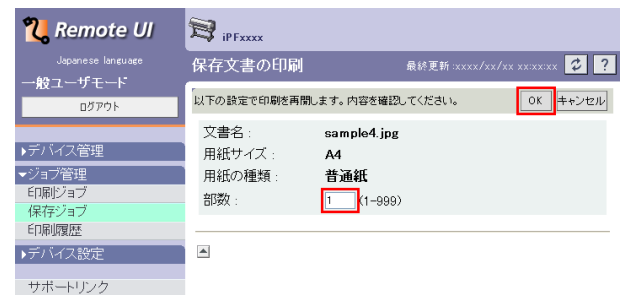 Remote UI
Japanese language
一般ユーザモード
ログアウト
▶デバイス管理
▼ジョブ管理
印刷ジョブ
保存ジョブ
印刷履歴
▶デバイス設定
サポートリンク
iPFxxxx
保存文書の印刷
最終更新 :xxxx/xx/xx xx:xx:xx
?
以下の設定で印刷を再開します。内容を確認してください。
OK キャンセル
文書名 : sample4.jpg
用紙サイズ : A4
用紙の種類 : 普通紙
部数 : 1 (1-999)